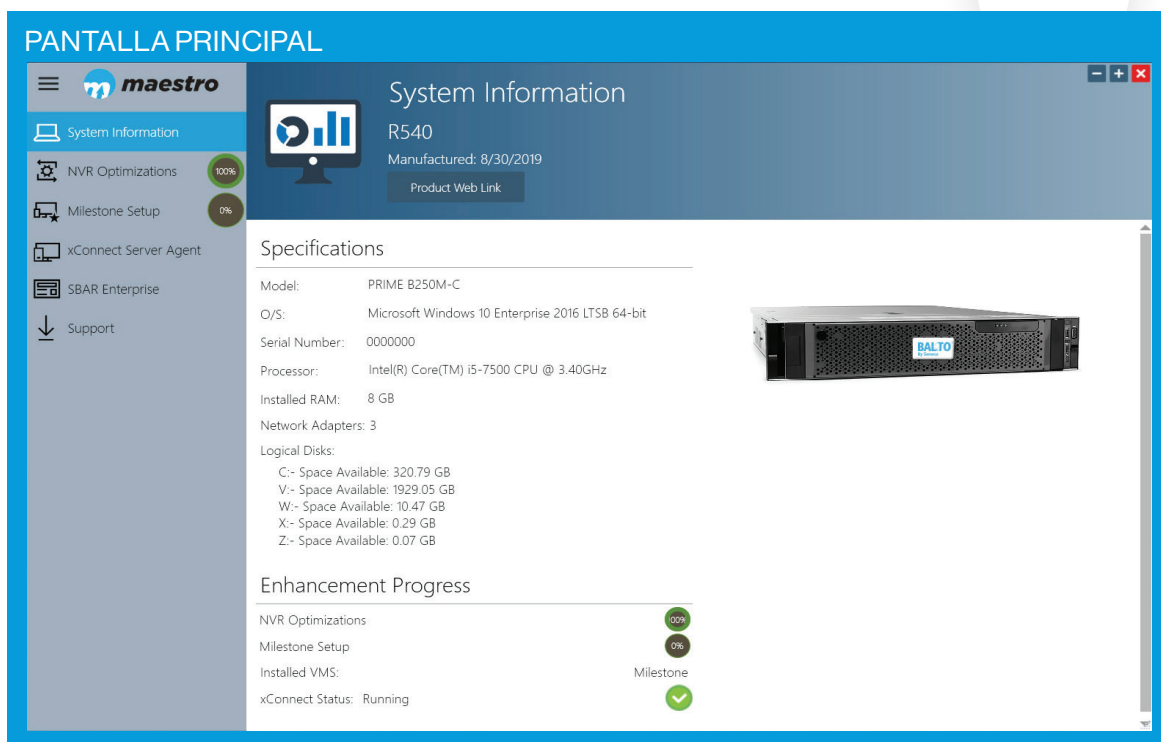 PANTALLA PRINCIPAL
maestro
System Information
NVR Optimizations 100%
Milestone Setup 0%
xConnect Server Agent
SBAR Enterprise
Support
System Information
R540
Manufactured: 8/30/2019
Product Web Link
Specifications
Model: PRIME B250M-C
O/S: Microsoft Windows 10 Enterprise 2016 LTSB 64-bit
Serial Number: 0000000
Processor: Intel(R) Core(TM) i5-7500 CPU @ 3.40GHz
Installed RAM: 8 GB
Network Adapters: 3
Logical Disks:
C:- Space Available: 320.79 GB
V:- Space Available: 1929.05 GB
W:- Space Available: 10.47 GB
X:- Space Available: 0.29 GB
Z:- Space Available: 0.07 GB
BALTO
Enhancement Progress
NVR Optimizations 100%
Milestone Setup 0%
Installed VMS: Milestone
xConnect Status: Running